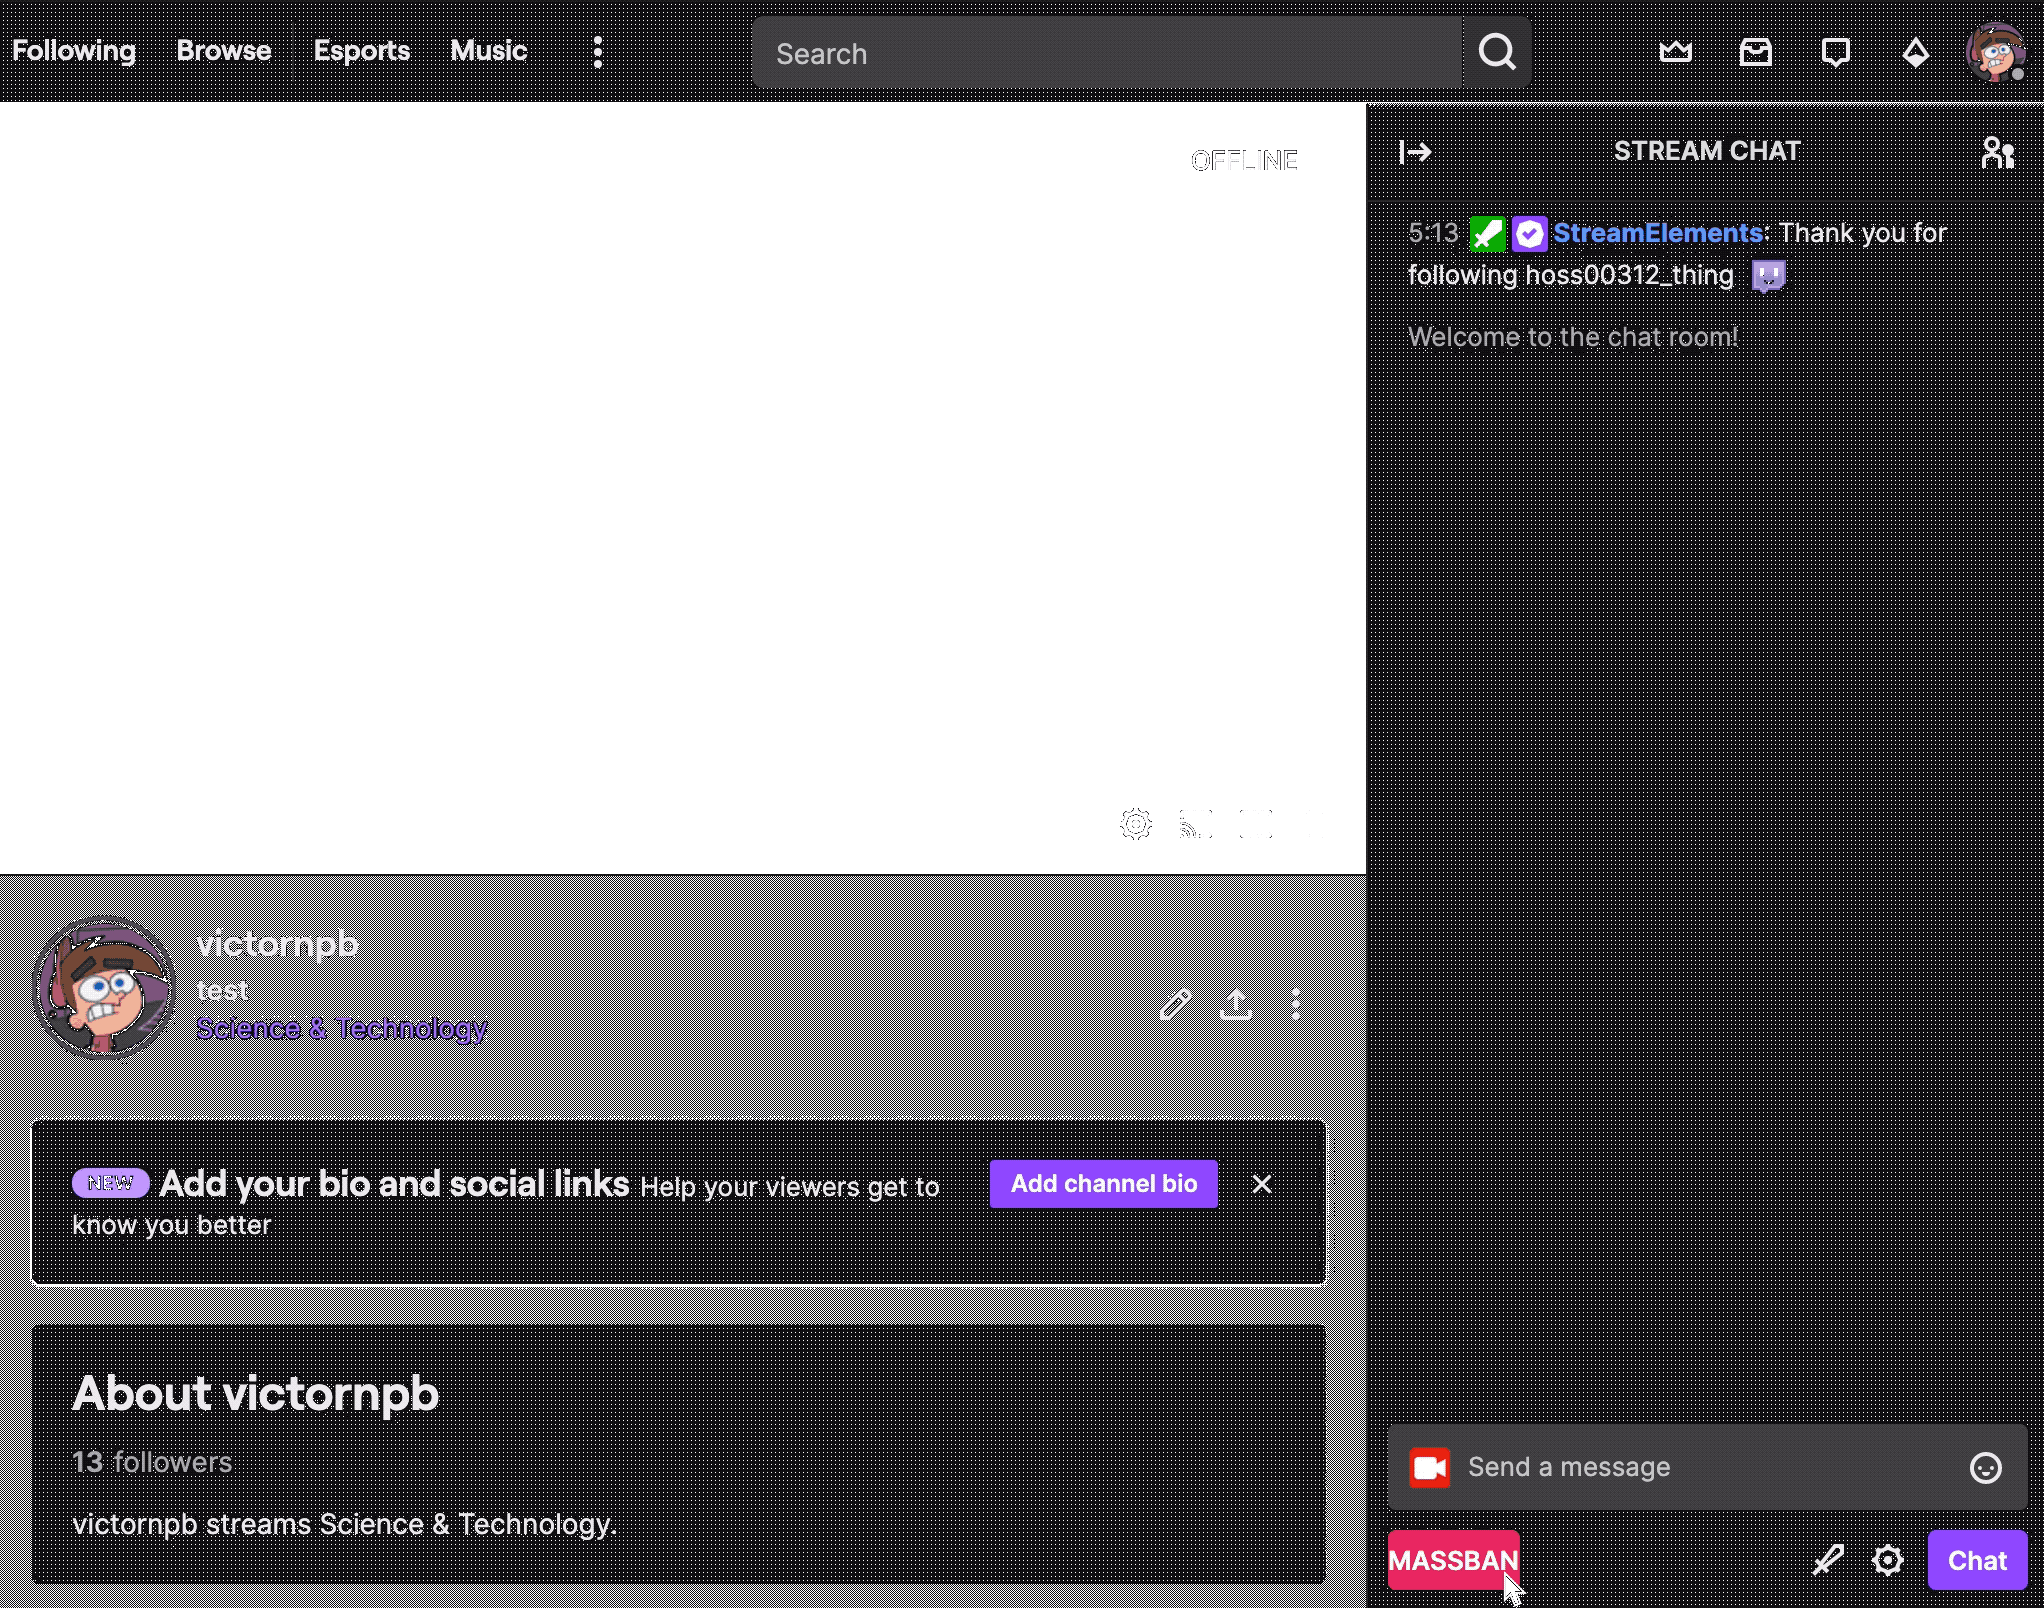 Following Browse Esports Music Search
OFFLINE
STREAM CHAT
5:13 StreamElements: Thank you for
following hoss00312_thing
Welcome to the chat room!
victornpb
test
Science & Technology
NEW Add your bio and social links Help your viewers get to
know you better
Add channel bio
About victornpb
13 followers
victornpb streams Science & Technology.
Send a message
MASSBAN
Chat